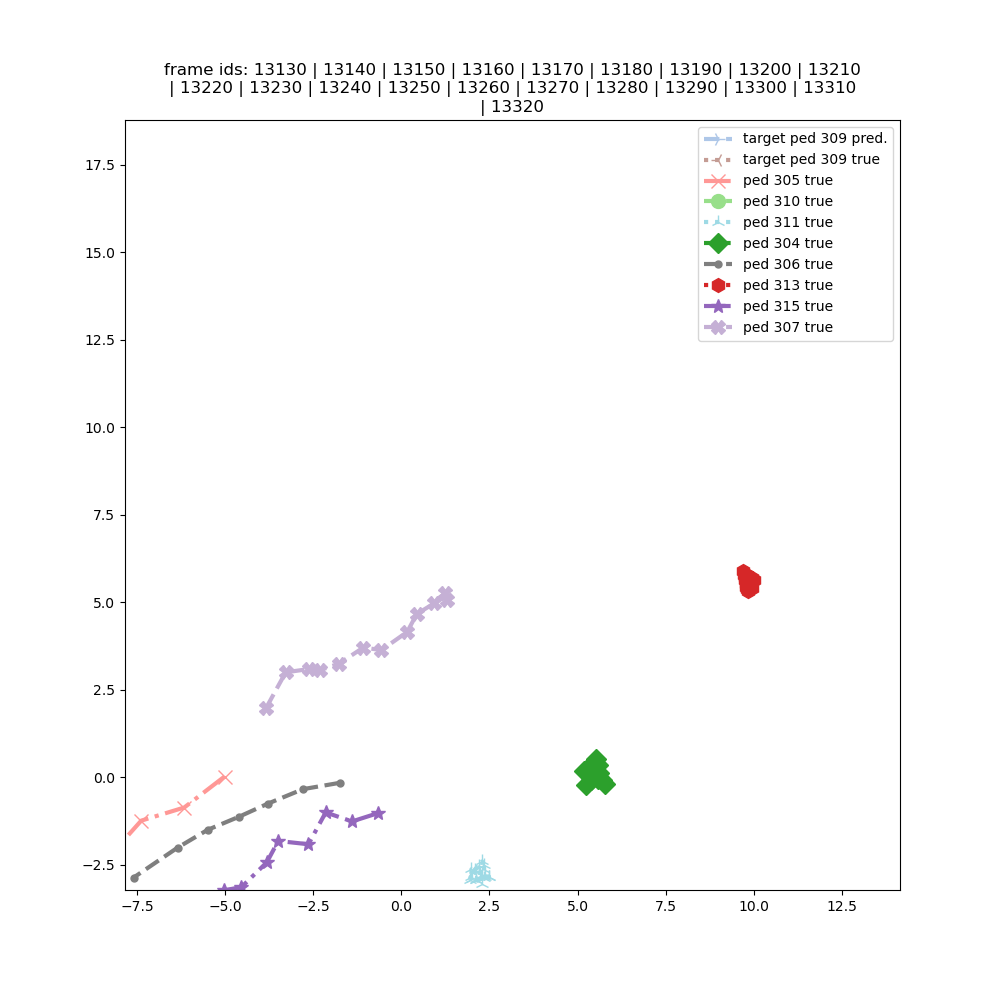 frame ids: 13130 | 13140 | 13150 | 13160 | 13170 | 13180 | 13190 | 13200 | 13210
| 13220 | 13230 | 13240 | 13250 | 13260 | 13270 | 13280 | 13290 | 13300 | 13310
| 13320
target ped 309 pred.
target ped 309 true
ped 305 true
ped 310 true
ped 311 true
ped 304 true
ped 306 true
ped 313 true
ped 315 true
ped 307 true
17.5
15.0
12.5
10.0
7.5
5.0
2.5
0.0
−2.5
−7.5 −5.0 −2.5 0.0 2.5 5.0 7.5 10.0 12.5